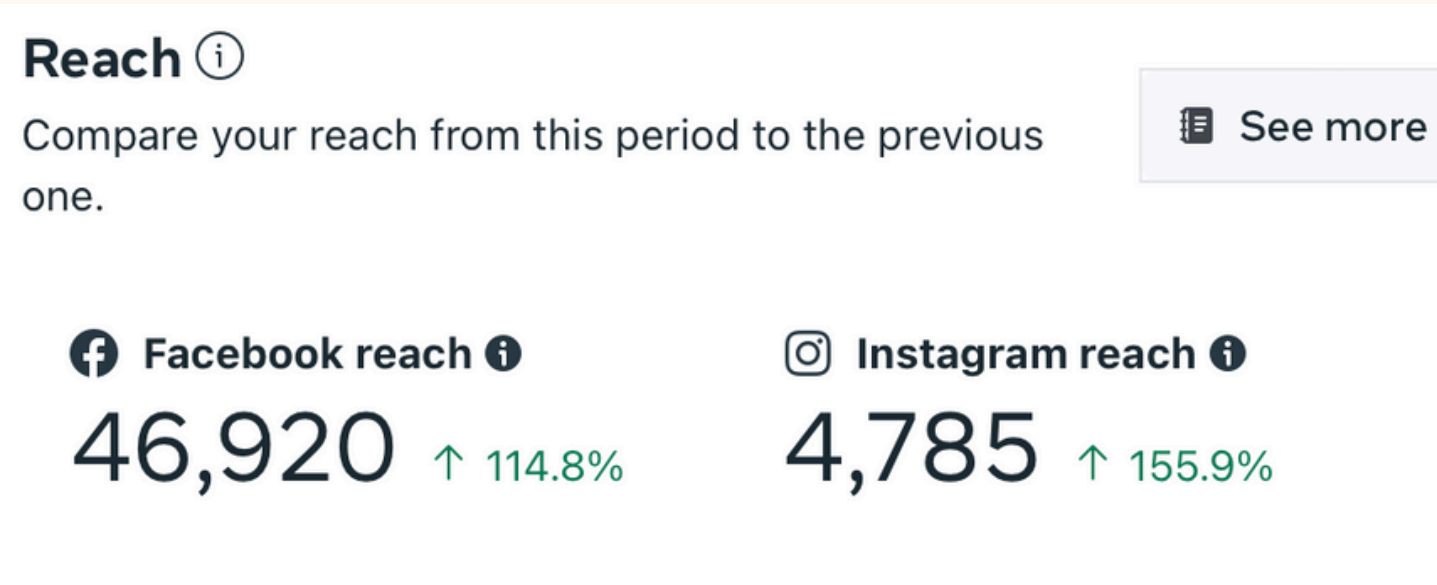 Reach
Compare your reach from this period to the previous
one.
See more
Facebook reach
46,920 ↑ 114.8%
Instagram reach
4,785 ↑ 155.9%